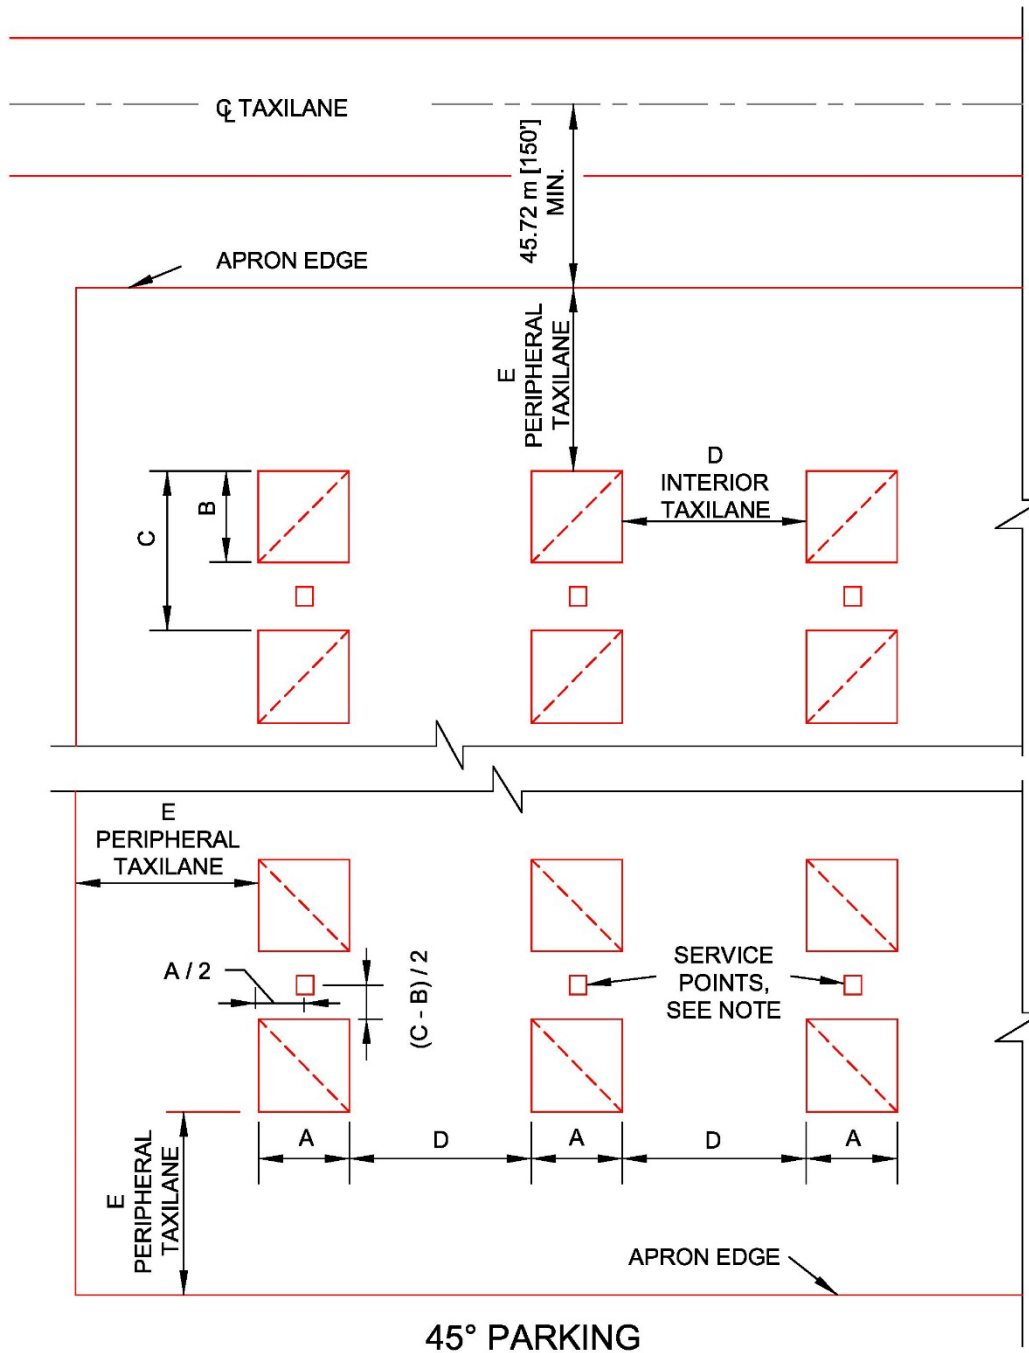 ℄ TAXILANE
45.72 m [150']
MIN.
APRON EDGE
E
PERIPHERAL
TAXILANE
D
INTERIOR
TAXILANE
B
C
E
PERIPHERAL
TAXILANE
A / 2
(C - B) / 2
SERVICE
POINTS,
SEE NOTE
A
D
A
D
A
E
PERIPHERAL
TAXILANE
APRON EDGE
45° PARKING